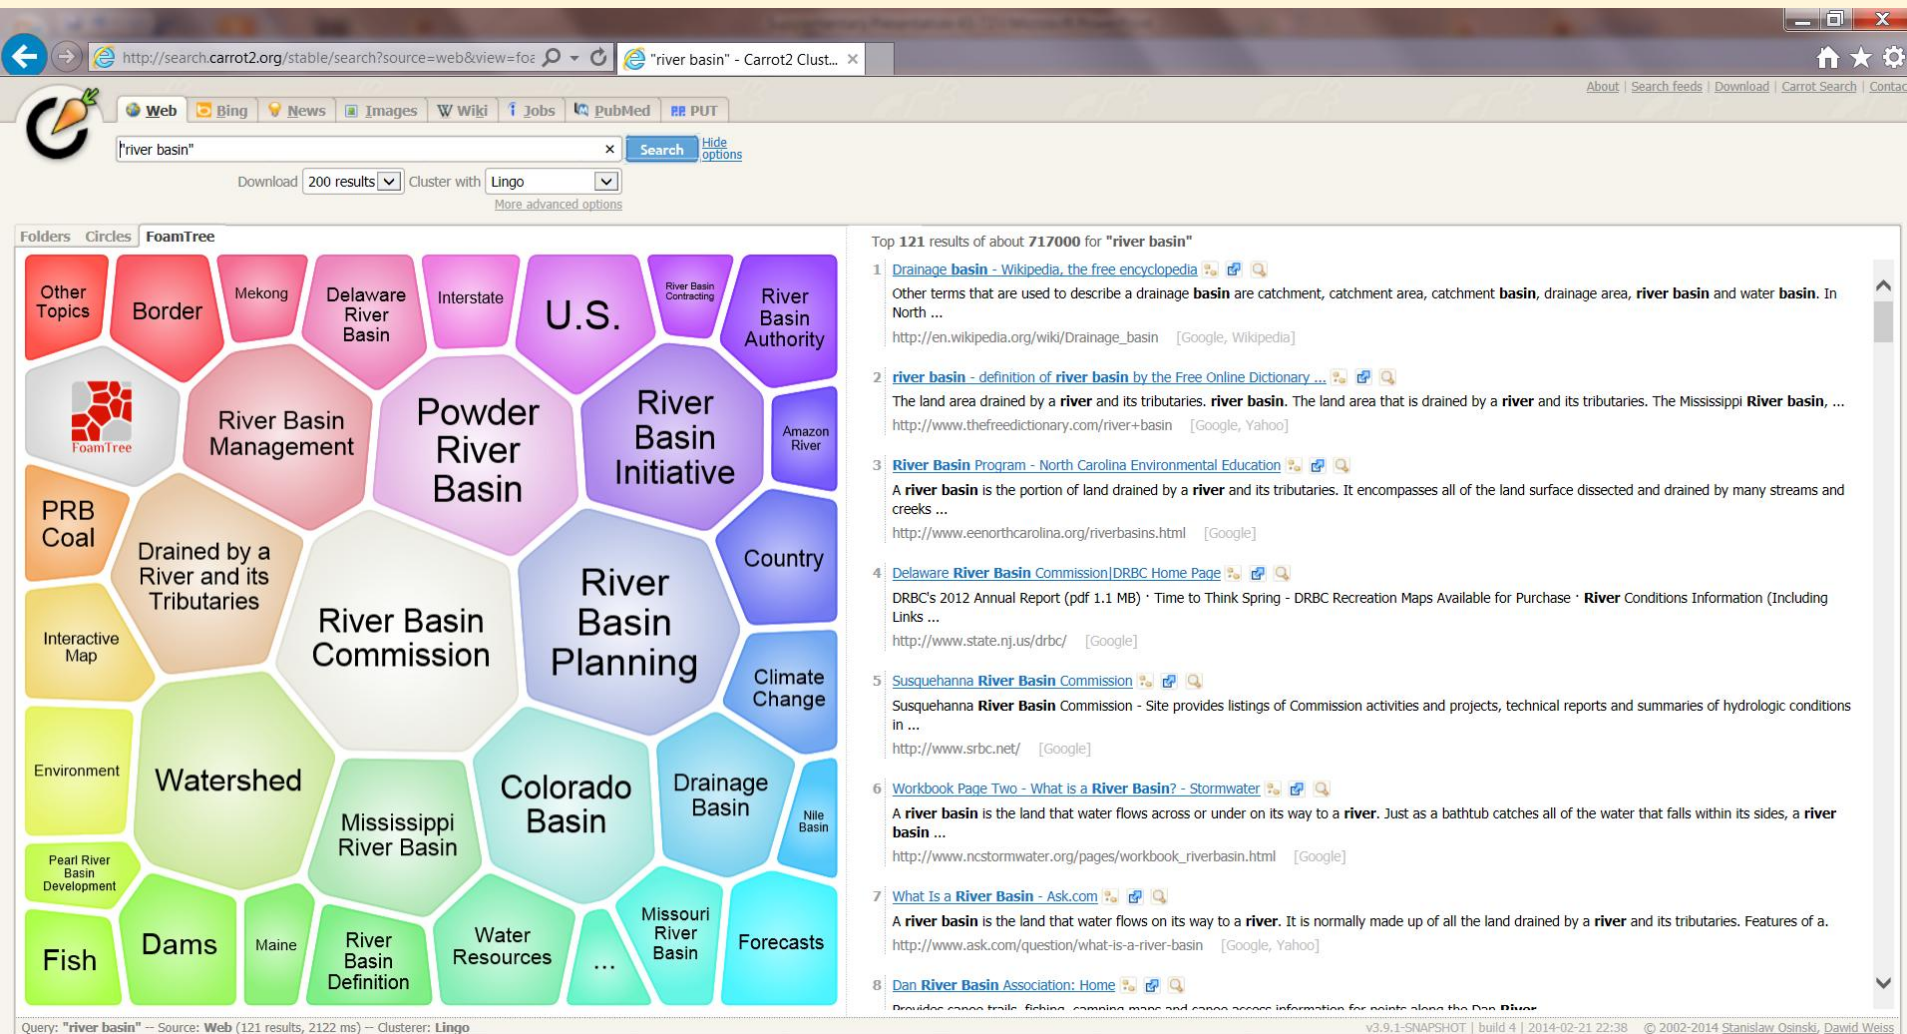 http://search.carrot2.org/stable/search?source=web&view=foa
"river basin" - Carrot2 Clust...
About | Search feeds | Download | Carrot Search | Contac
Web Bing News Images Wiki Jobs PubMed PUT
"river basin"
Search
Hide options
Download 200 results Cluster with Lingo
More advanced options
Folders Circles FoamTree
Other Topics
Border
Mekong
Delaware River Basin
Interstate
U.S.
River Basin Contracting
River Basin Authority
FoamTree
River Basin Management
Powder River Basin
River Basin Initiative
Amazon River
PRB Coal
Drained by a River and its Tributaries
River Basin Commission
River Basin Planning
Country
Interactive Map
Climate Change
Environment
Watershed
Mississippi River Basin
Colorado Basin
Drainage Basin
Nile Basin
Pearl River Basin Development
Fish
Dams
Maine
River Basin Definition
Water Resources
...
Missouri River Basin
Forecasts
Top 121 results of about 717000 for "river basin"
1 Drainage basin - Wikipedia, the free encyclopedia
Other terms that are used to describe a drainage basin are catchment, catchment area, catchment basin, drainage area, river basin and water basin. In
North ...
http://en.wikipedia.org/wiki/Drainage_basin [Google, Wikipedia]
2 river basin - definition of river basin by the Free Online Dictionary ...
The land area drained by a river and its tributaries. river basin. The land area that is drained by a river and its tributaries. The Mississippi River basin, ...
http://www.thefreedictionary.com/river+basin [Google, Yahoo]
3 River Basin Program - North Carolina Environmental Education
A river basin is the portion of land drained by a river and its tributaries. It encompasses all of the land surface dissected and drained by many streams and
creeks ...
http://www.eenorthcarolina.org/riverbasins.html [Google]
4 Delaware River Basin Commission|DRBC Home Page
DRBC's 2012 Annual Report (pdf 1.1 MB) · Time to Think Spring - DRBC Recreation Maps Available for Purchase · River Conditions Information (Including
Links ...
http://www.state.nj.us/drbc/ [Google]
5 Susquehanna River Basin Commission
Susquehanna River Basin Commission - Site provides listings of Commission activities and projects, technical reports and summaries of hydrologic conditions
in ...
http://www.srbc.net/ [Google]
6 Workbook Page Two - What is a River Basin? - Stormwater
A river basin is the land that water flows across or under on its way to a river. Just as a bathtub catches all of the water that falls within its sides, a river
basin ...
http://www.ncstormwater.org/pages/workbook_riverbasin.html [Google]
7 What Is a River Basin - Ask.com
A river basin is the land that water flows on its way to a river. It is normally made up of all the land drained by a river and its tributaries. Features of a.
http://www.ask.com/question/what-is-a-river-basin [Google, Yahoo]
8 Dan River Basin Association: Home
Provides canoe trails, fishing, camping maps and canoe access information for points along the Dan River
Query: "river basin" -- Source: Web (121 results, 2122 ms) -- Clusterer: Lingo
v3.9.1-SNAPSHOT | build 4 | 2014-02-21 22:38 © 2002-2014 Stanislaw Osinski, Dawid Weiss